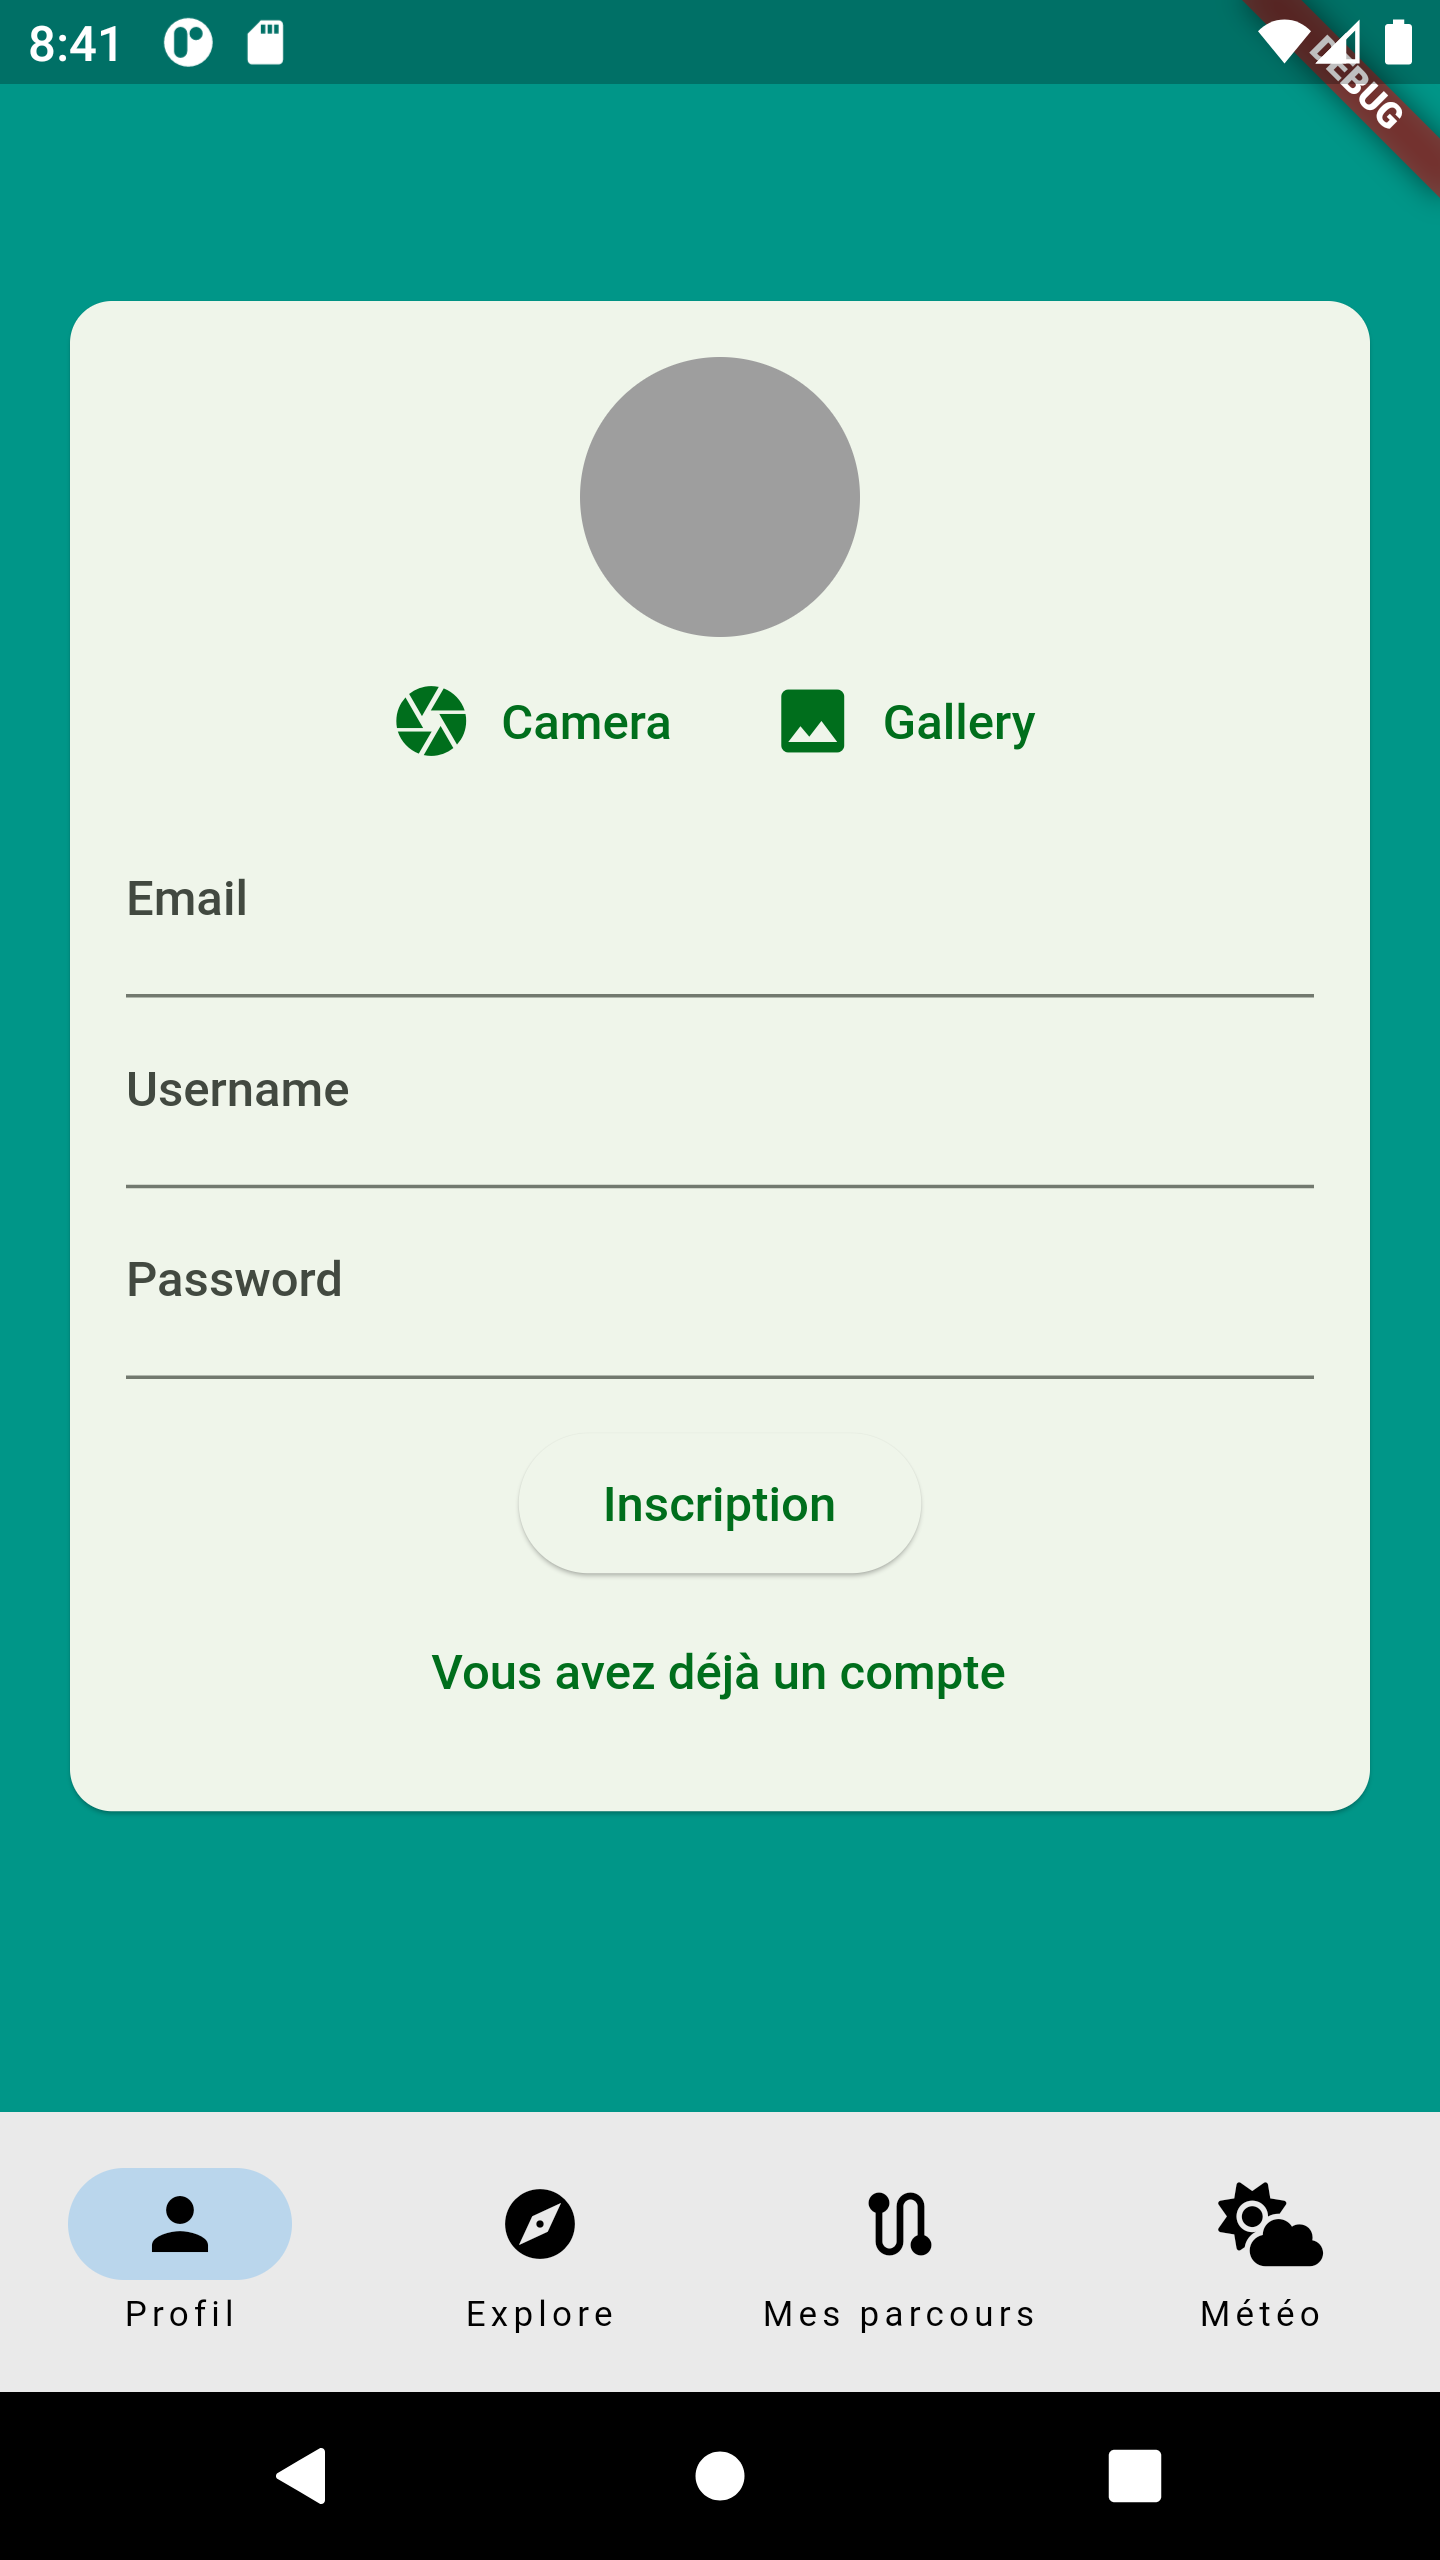 8:41
DEBUG
Camera Gallery
Email
Username
Password
Inscription
Vous avez déjà un compte
Profil Explore Mes parcours Météo